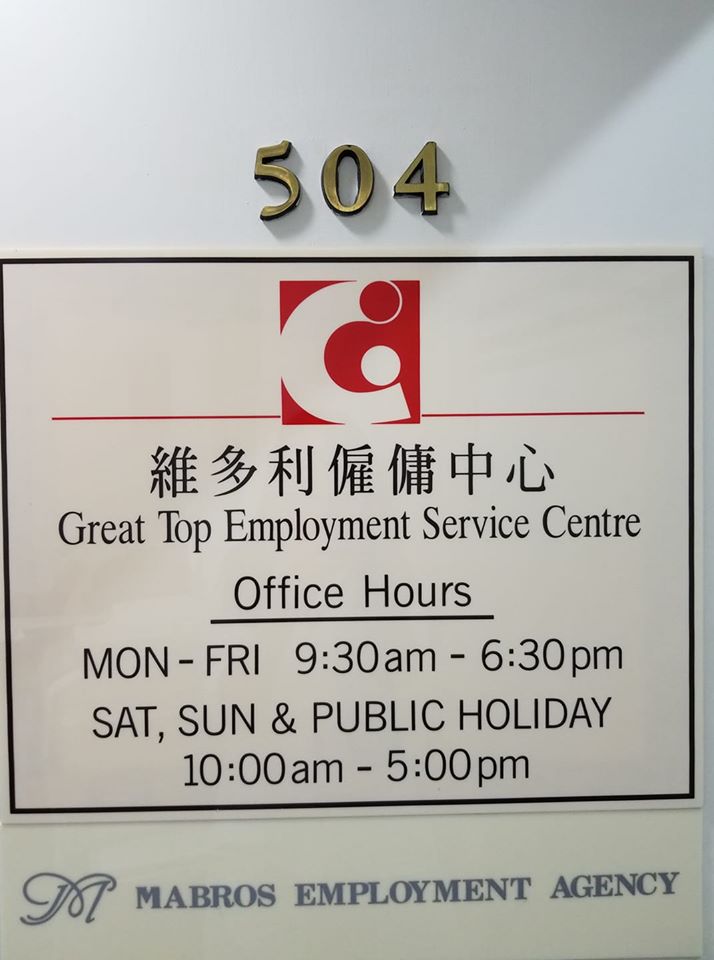 504
維多利僱傭中心
Great Top Employment Service Centre
Office Hours
MON - FRI 9:30am - 6:30pm
SAT, SUN & PUBLIC HOLIDAY
10:00am - 5:00pm
M MABROS EMPLOYMENT AGENCY